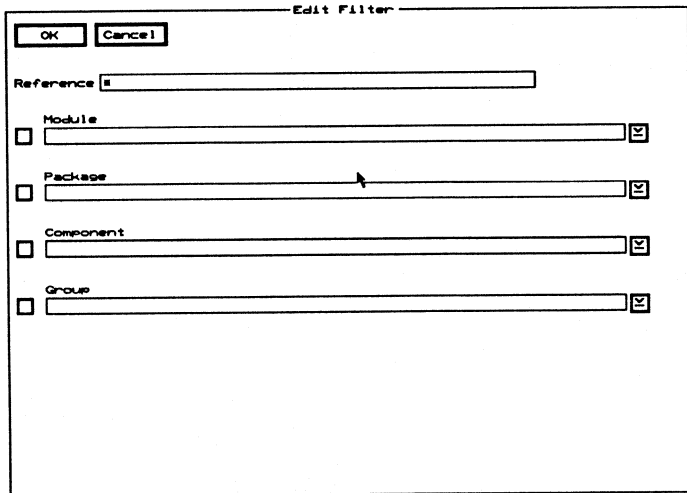 Edit Filter
OK Cancel
Reference
Module
Package
Component
Group